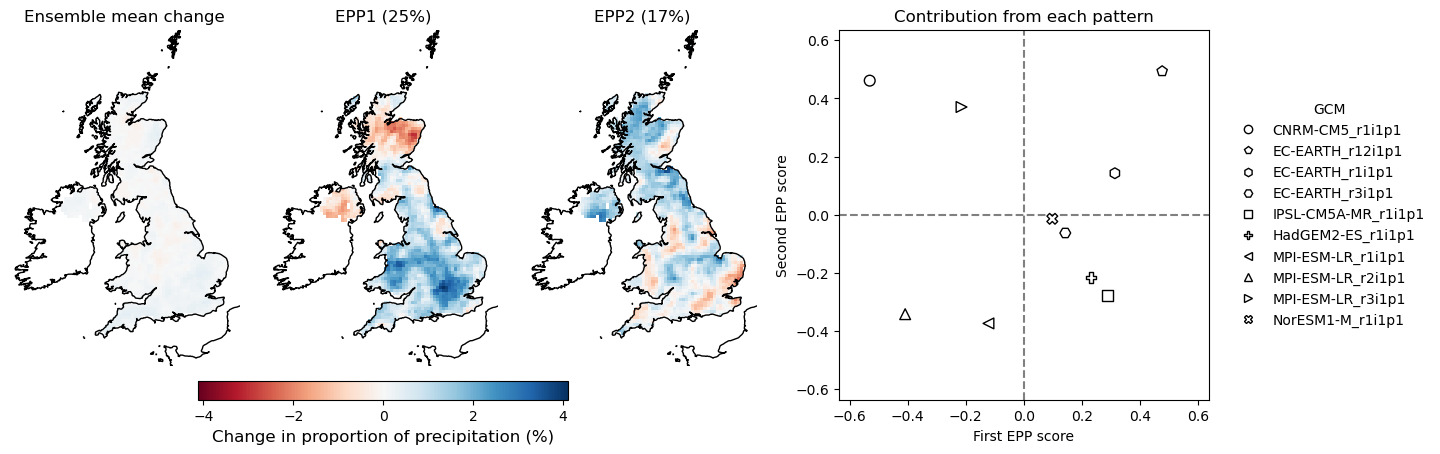 Ensemble mean change
EPP1 (25%)
EPP2 (17%)
−4
−2
0
2
4
Change in proportion of precipitation (%)
Contribution from each pattern
Second EPP score
0.6
0.4
0.2
0.0
−0.2
−0.4
−0.6
−0.6
−0.4
−0.2
0.0
0.2
0.4
0.6
First EPP score
GCM
CNRM-CM5_r1i1p1
EC-EARTH_r12i1p1
EC-EARTH_r1i1p1
EC-EARTH_r3i1p1
IPSL-CM5A-MR_r1i1p1
HadGEM2-ES_r1i1p1
MPI-ESM-LR_r1i1p1
MPI-ESM-LR_r2i1p1
MPI-ESM-LR_r3i1p1
NorESM1-M_r1i1p1